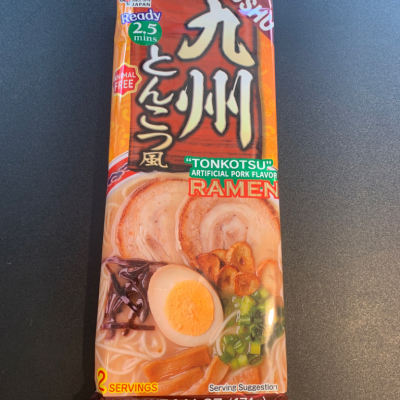 JAPAN
Ready
2.5
mins
九州
とんこつ風
ANIMAL
FREE
"TONKOTSU"
ARTIFICIAL PORK FLAVOR
RAMEN
2 SERVINGS
Serving Suggestion